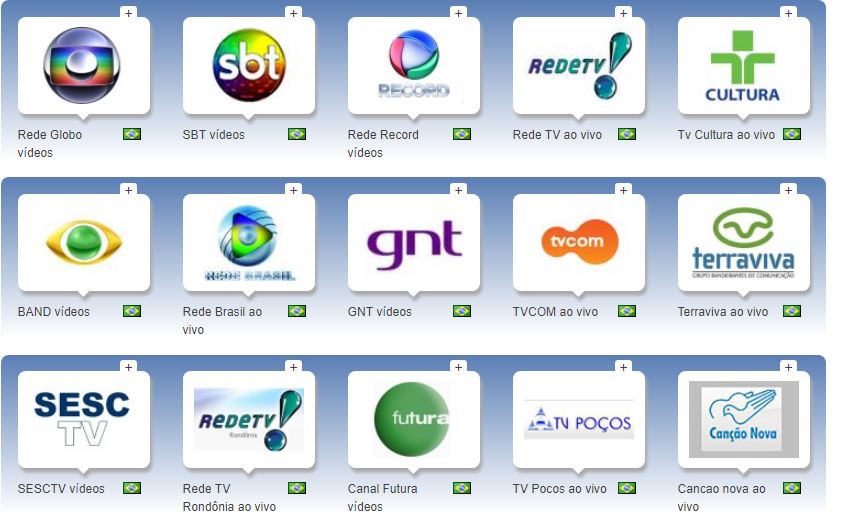 + + + + +
sbt
RECORD
REDETV!
CULTURA
Rede Globo
vídeos
SBT vídeos
Rede Record
vídeos
Rede TV ao vivo
Tv Cultura ao vivo
+ + + + +
REDE BRASIL
gnt
tvcom
terraviva
GRUPO BANDEIRANTES DE COMUNICAÇÃO
BAND vídeos
Rede Brasil ao
vivo
GNT vídeos
TVCOM ao vivo
Terraviva ao vivo
+ + + + +
SESC
TV
REDETV!
Rondônia
futura
TV POÇOS
Canção Nova
SESCTV vídeos
Rede TV
Rondônia ao vivo
Canal Futura
vídeos
TV Pocos ao vivo
Cancao nova ao
vivo